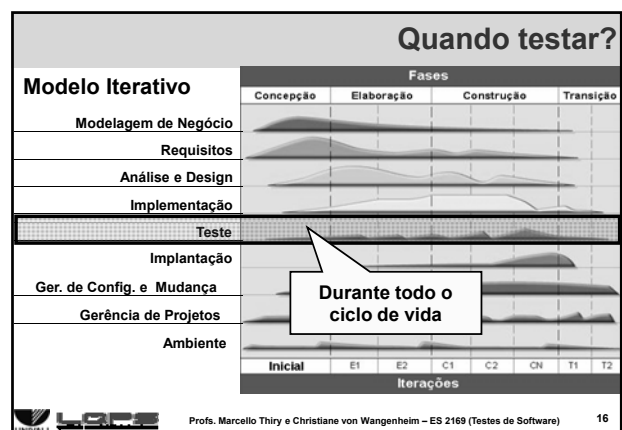 Quando testar?
Modelo Iterativo
Fases
Concepção Elaboração Construção Transição
Modelagem de Negócio
Requisitos
Análise e Design
Implementação
Teste
Implantação
Ger. de Config. e Mudança
Gerência de Projetos
Ambiente
Durante todo o
ciclo de vida
Inicial E1 E2 C1 C2 CN T1 T2
Iterações
LQPS
Profs. Marcello Thiry e Christiane von Wangenheim – ES 2169 (Testes de Software) 16